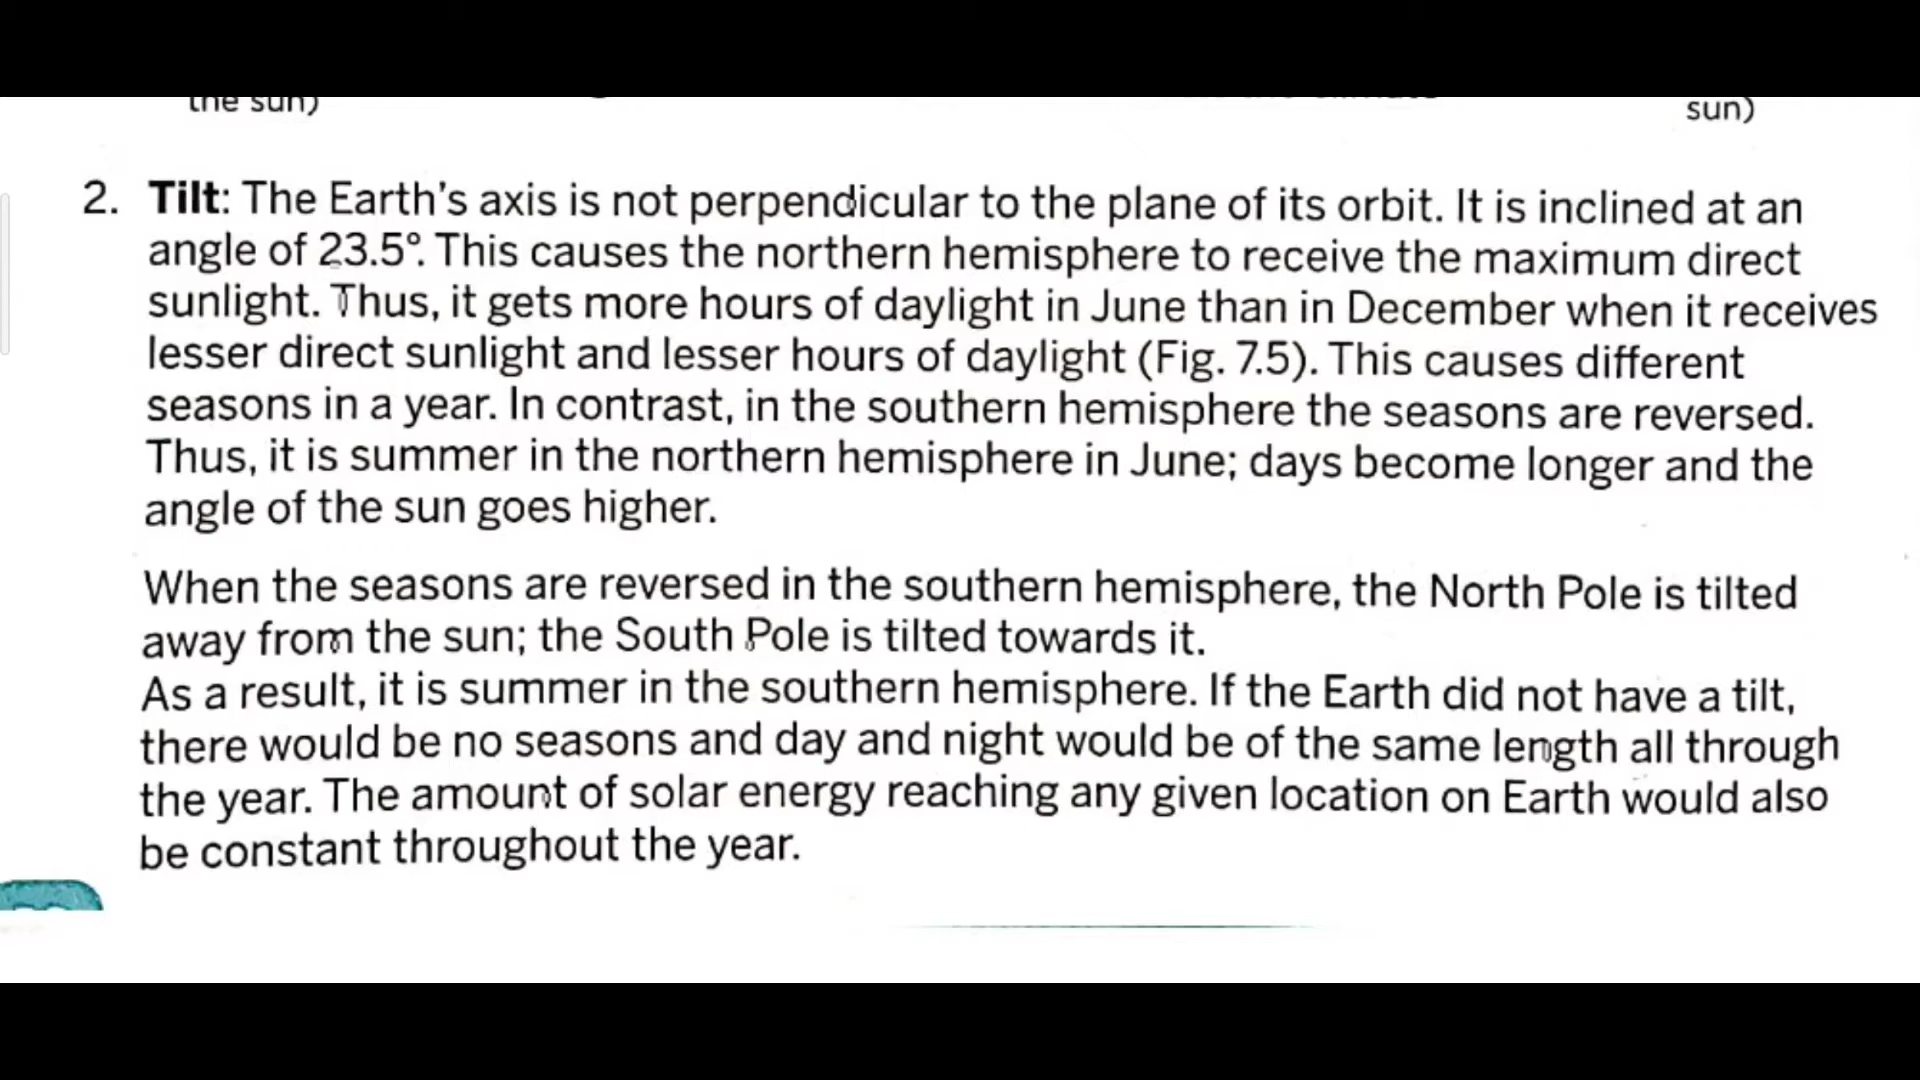 the sun)
sun)
2. Tilt: The Earth's axis is not perpendicular to the plane of its orbit. It is inclined at an
angle of 23.5°. This causes the northern hemisphere to receive the maximum direct
sunlight. Thus, it gets more hours of daylight in June than in December when it receives
lesser direct sunlight and lesser hours of daylight (Fig. 7.5). This causes different
seasons in a year. In contrast, in the southern hemisphere the seasons are reversed.
Thus, it is summer in the northern hemisphere in June; days become longer and the
angle of the sun goes higher.
When the seasons are reversed in the southern hemisphere, the North Pole is tilted
away from the sun; the South Pole is tilted towards it.
As a result, it is summer in the southern hemisphere. If the Earth did not have a tilt,
there would be no seasons and day and night would be of the same length all through
the year. The amount of solar energy reaching any given location on Earth would also
be constant throughout the year.